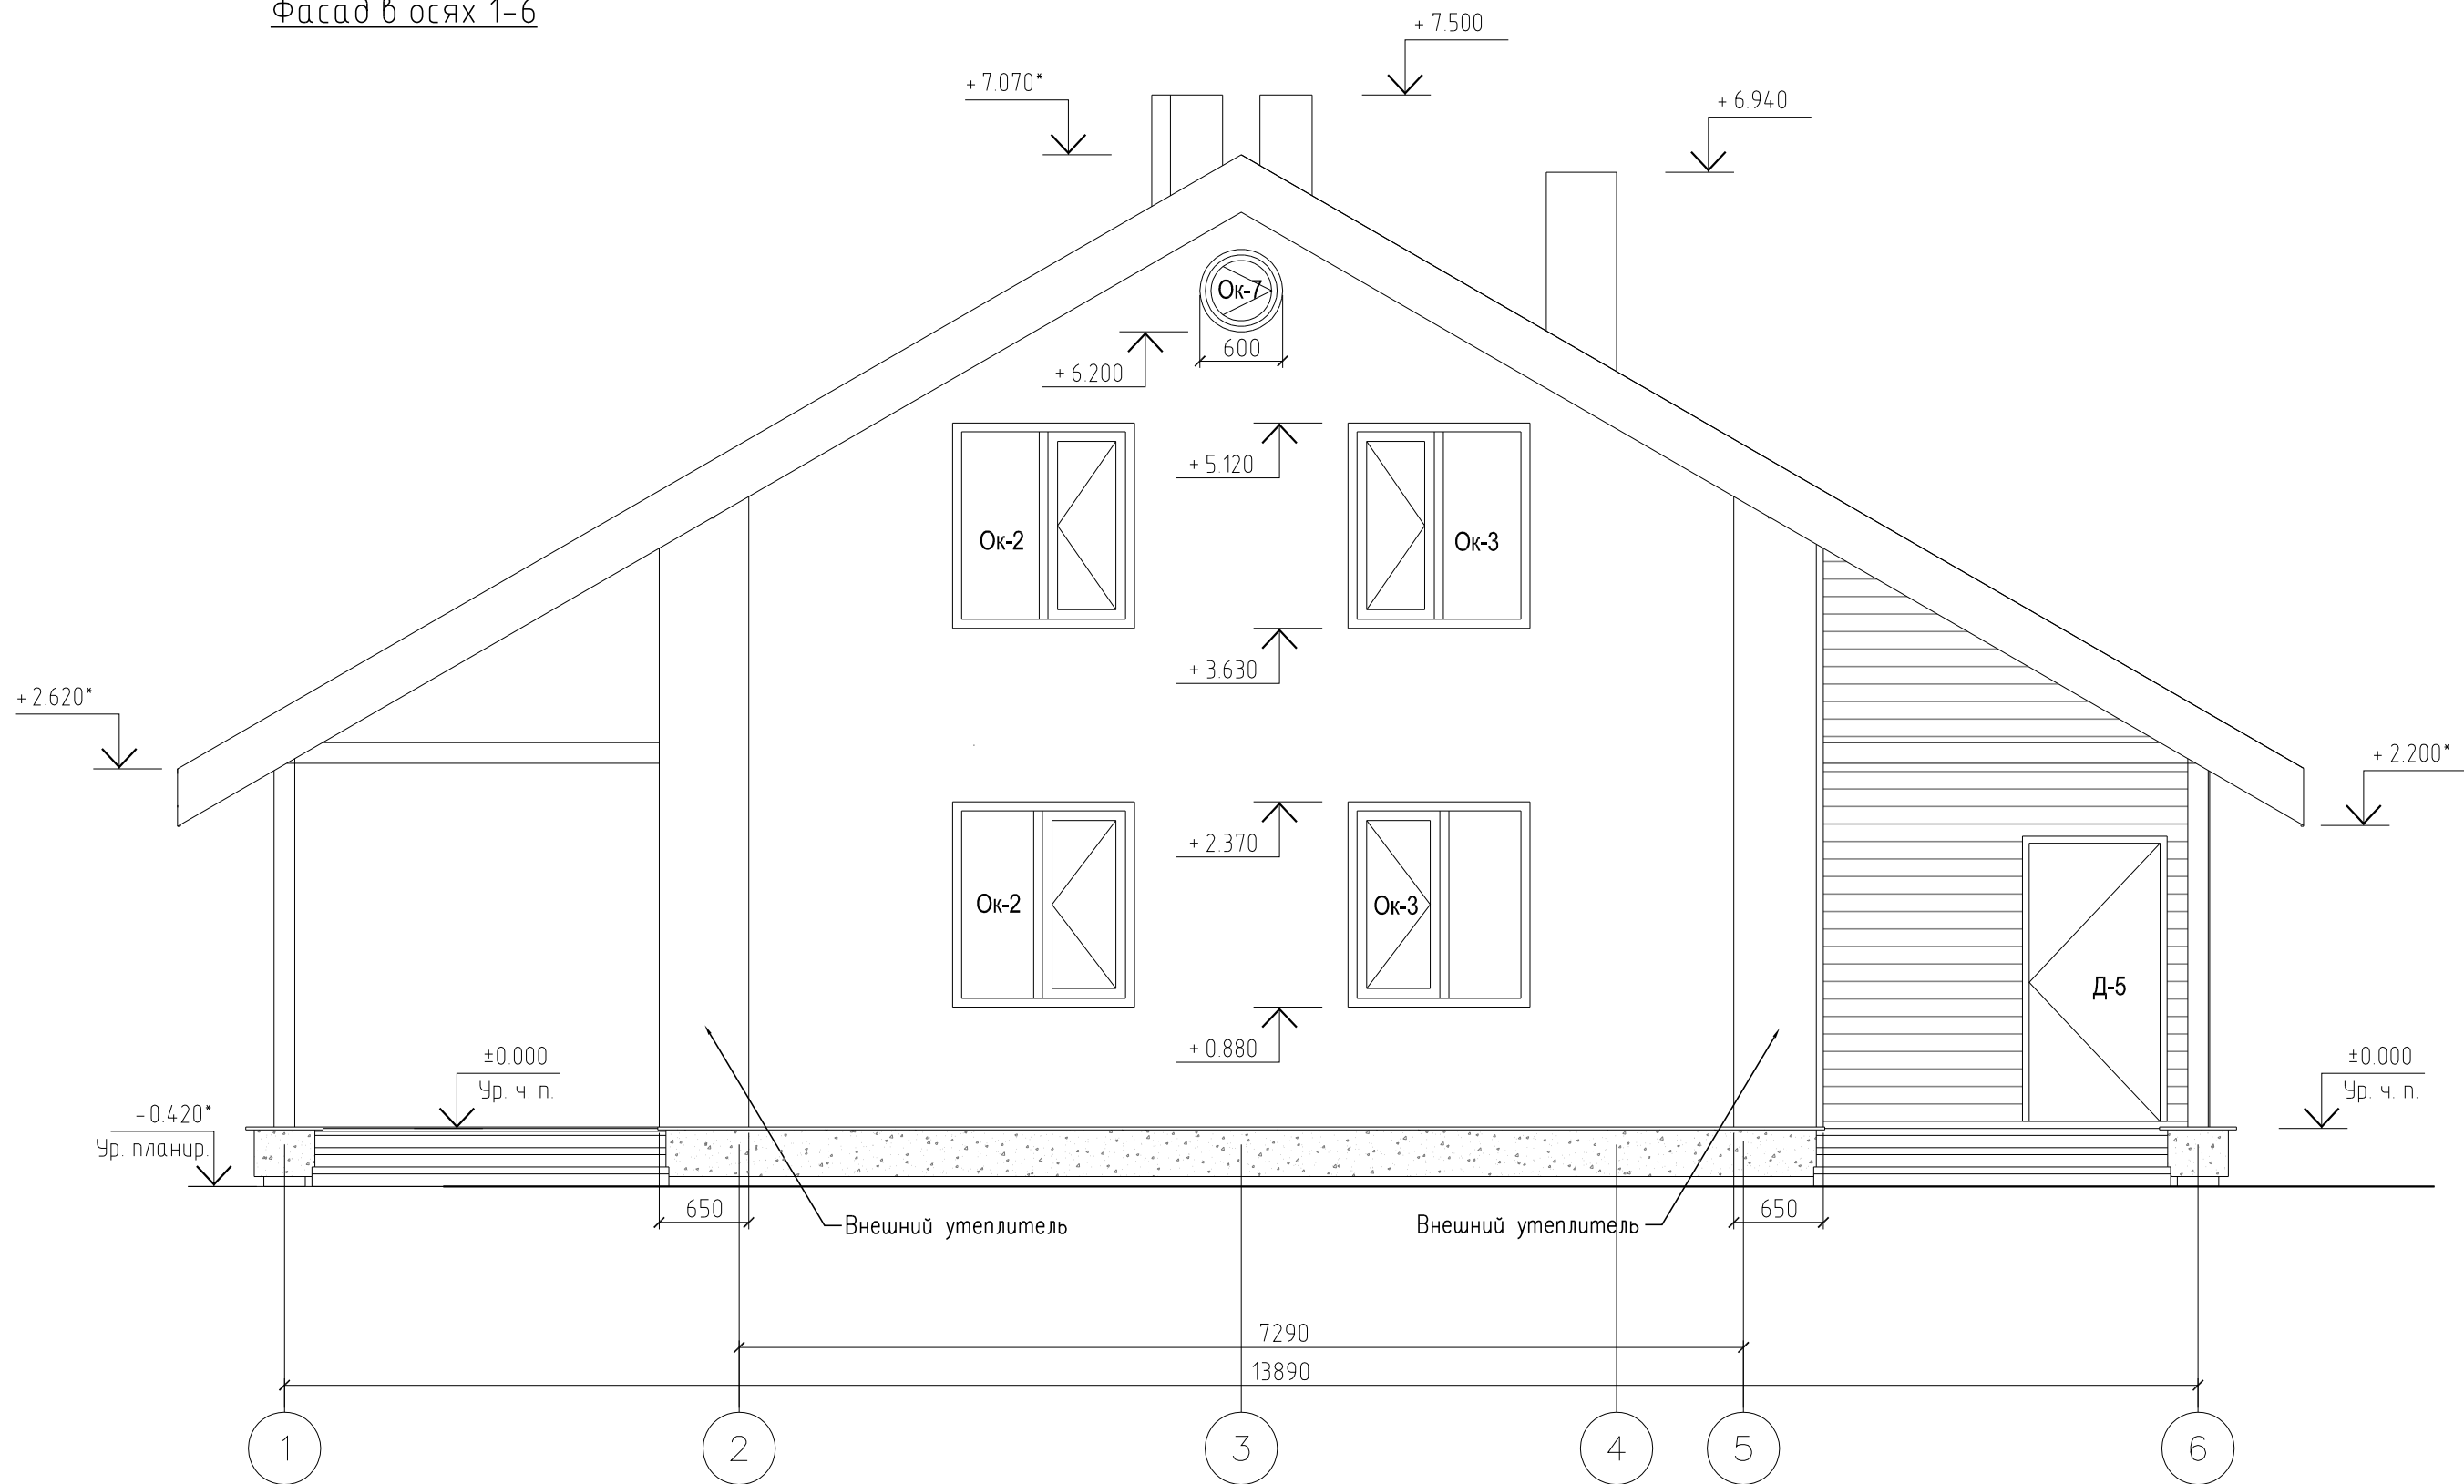 Фасад в осях 1-6
+ 7.500
+ 7.070*
+ 6.940
Ок-7
600
+ 6.200
+ 5.120
Ок-2
Ок-3
+ 3.630
+ 2.620*
+ 2.200*
+ 2.370
Ок-2
Ок-3
Д-5
+ 0.880
±0.000
Ур. ч. п.
±0.000
Ур. ч. п.
-0.420*
Ур. планир.
650
650
Внешний утеплитель
Внешний утеплитель
7290
13890
1
2
3
4
5
6